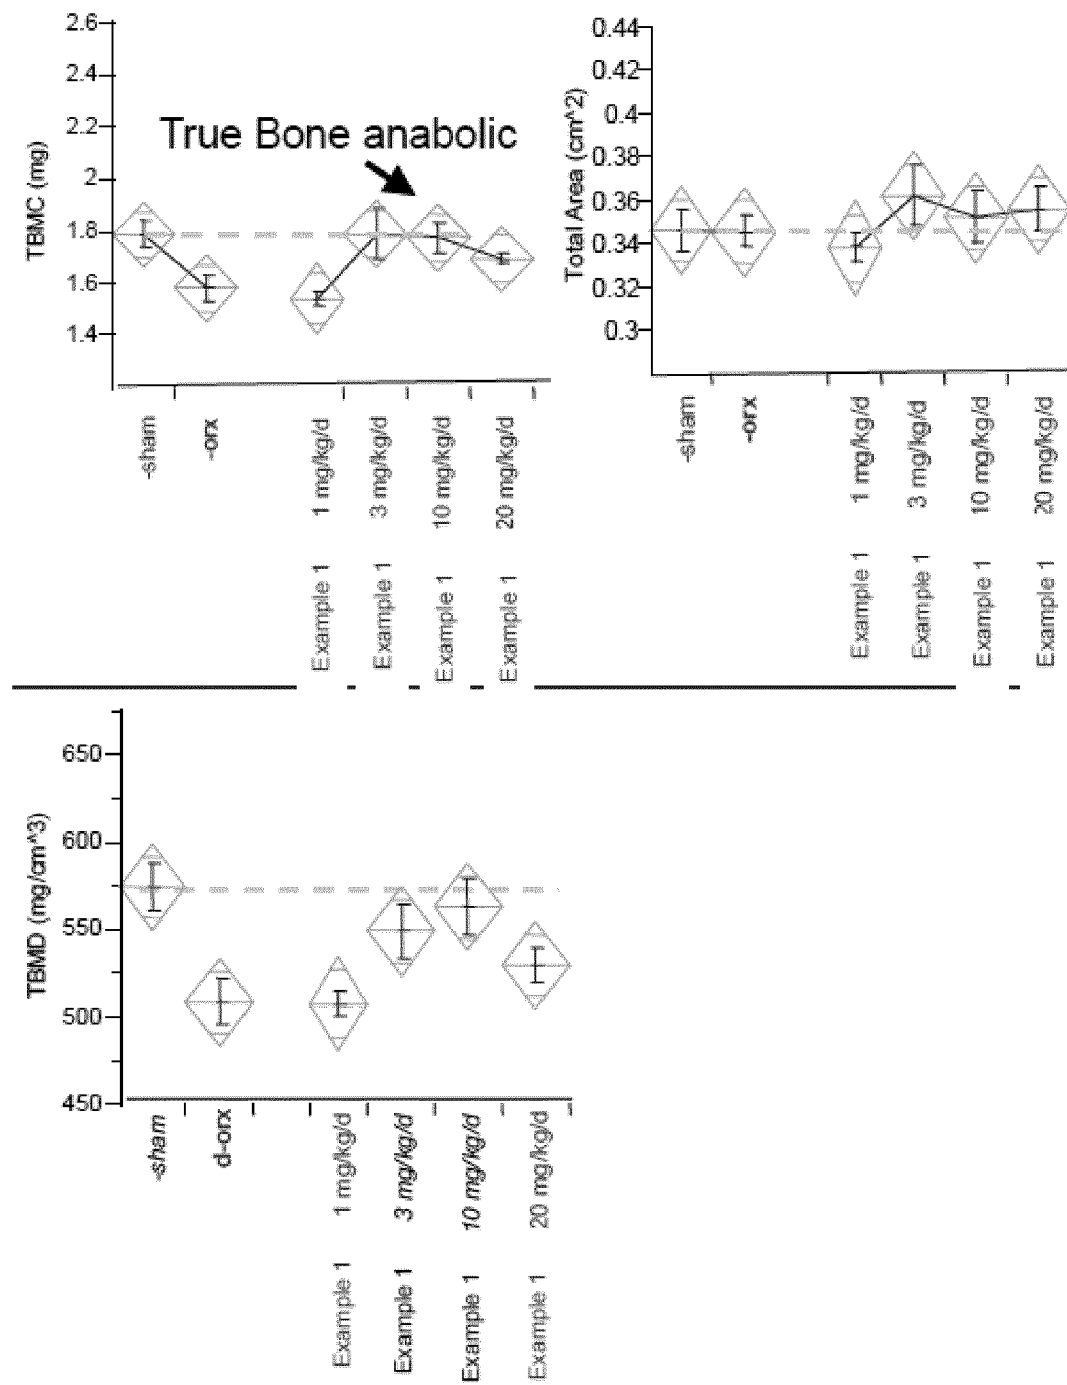 TBMC (mg)
2.6
2.4
2.2
2
1.8
1.6
1.4
True Bone anabolic
-sham
-orx
1 mg/kg/d
3 mg/kg/d
10 mg/kg/d
20 mg/kg/d
Example 1
Example 1
Example 1
Example 1
Total Area (cm^2)
0.44
0.42
0.4
0.38
0.36
0.34
0.32
0.3
-sham
-orx
1 mg/kg/d
3 mg/kg/d
10 mg/kg/d
20 mg/kg/d
Example 1
Example 1
Example 1
Example 1
TBMD (mg/cm^3)
650
600
550
500
450
-sham
d-orx
1 mg/kg/d
3 mg/kg/d
10 mg/kg/d
20 mg/kg/d
Example 1
Example 1
Example 1
Example 1